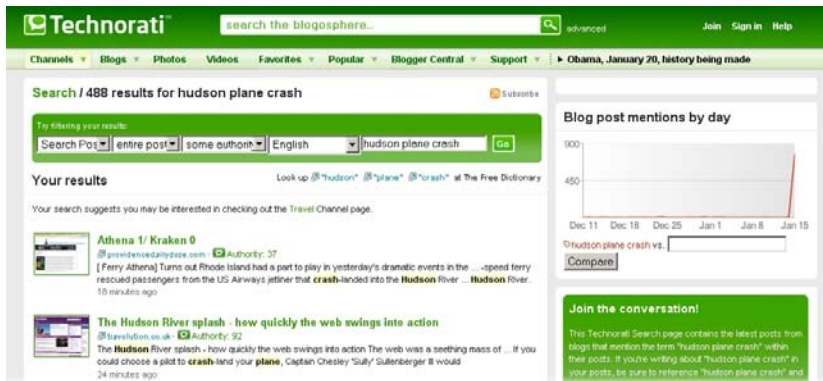 Technorati
search the blogosphere...
advanced
Join Sign in Help
Channels Blogs Photos Videos Favorites Popular Blogger Central Support
Obama, January 20, history being made
Search / 488 results for hudson plane crash
Subscribe
Try filtering your results:
Search Pos entire post some authorit English hudson plane crash Go
Your results
Look up "hudson" "plane" "crash" at The Free Dictionary
Your search suggests you may be interested in checking out the Travel Channel page.
Athena 1/ Kraken 0
providencedailydose.com - Authority: 37
[ Ferry Athena] Turns out Rhode Island had a part to play in yesterday's dramatic events in the ... -speed ferry
rescued passengers from the US Airways jetliner that crash-landed into the Hudson River ... Hudson River.
18 minutes ago
The Hudson River splash - how quickly the web swings into action
travolution.co.uk - Authority: 92
The Hudson River splash - how quickly the web swings into action The web was a seething mass of ... If you
could choose a pilot to crash-land your plane, Captain Chesley 'Sully' Sullenberger III would
24 minutes ago
Blog post mentions by day
900
450
Dec 11 Dec 18 Dec 25 Jan 1 Jan 8 Jan 15
hudson plane crash vs.
Compare
Join the conversation!
This Technorati Search page contains the latest posts from
blogs that mention the term "hudson plane crash" within
their posts. If you're writing about "hudson plane crash" in
your posts, be sure to reference "hudson plane crash" and